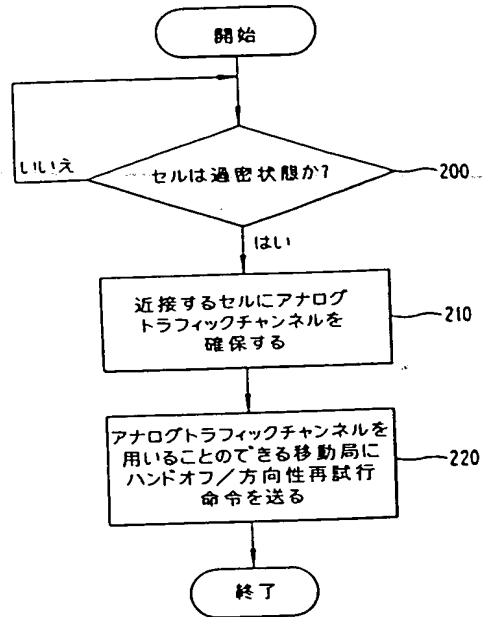 開始
いいえ
セルは過密状態か?
200
はい
近接するセルにアナログ
トラフィックチャンネルを
確保する
210
アナログトラフィックチャンネルを
用いることのできる移動局に
ハンドオフ/方向性再試行
命令を送る
220
終了